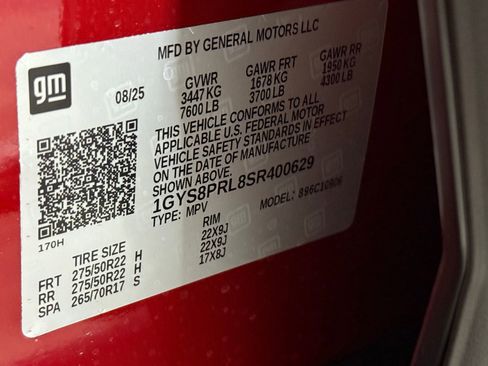 gm
MFD BY GENERAL MOTORS LLC
08/25
GVWR
3447 KG
7600 LB
GAWR FRT
1678 KG
3700 LB
GAWR RR
1950 KG
4300 LB
THIS VEHICLE CONFORMS TO ALL
APPLICABLE U.S. FEDERAL MOTOR
VEHICLE SAFETY STANDARDS IN EFFECT
ON THE DATE OF MANUFACTURE
SHOWN ABOVE.
1GYS8PRL8SR400629
TYPE: MPV
MODEL:
170H
TIRE SIZE
RIM
FRT 275/50R22 H 22X9J
RR 275/50R22 H 22X9J
SPA 265/70R17 S 17X8J